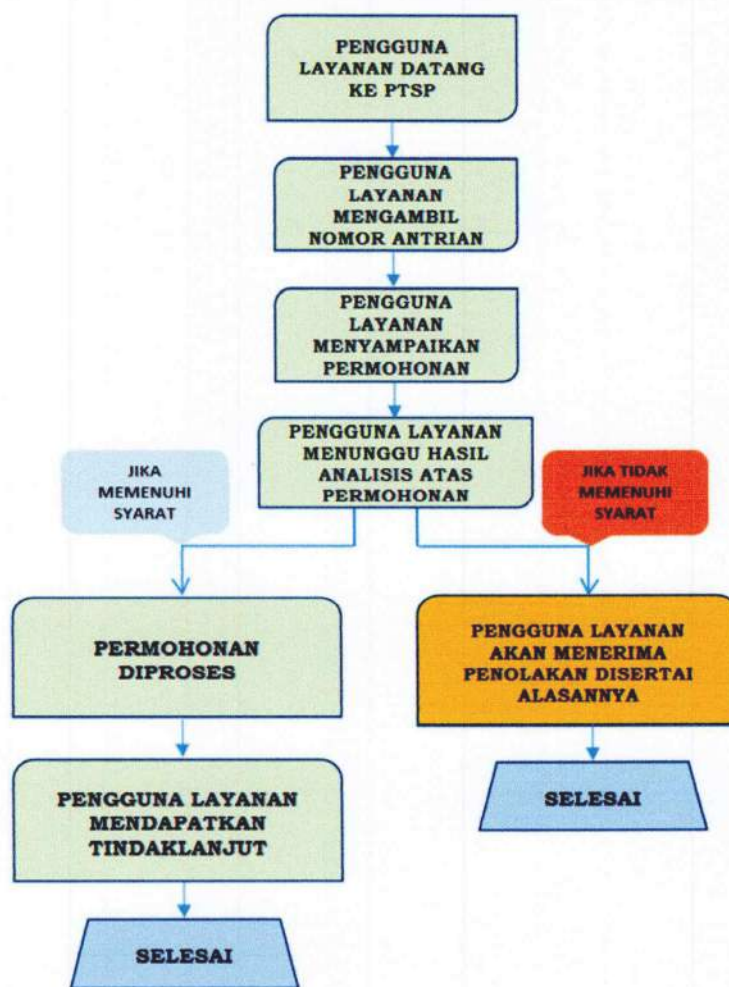 PENGGUNA
LAYANAN DATANG
KE PTSP
PENGGUNA
LAYANAN
MENGAMBIL
NOMOR ANTRIAN
PENGGUNA
LAYANAN
MENYAMPAIKAN
PERMOHONAN
PENGGUNA LAYANAN
MENUNGGU HASIL
ANALISIS ATAS
PERMOHONAN
JIKA
MEMENUHI
SYARAT
JIKA TIDAK
MEMENUHI
SYARAT
PERMOHONAN
DIPROSES
PENGGUNA LAYANAN
AKAN MENERIMA
PENOLAKAN DISERTAI
ALASANNYA
PENGGUNA LAYANAN
MENDAPATKAN
TINDAKLANJUT
SELESAI
SELESAI